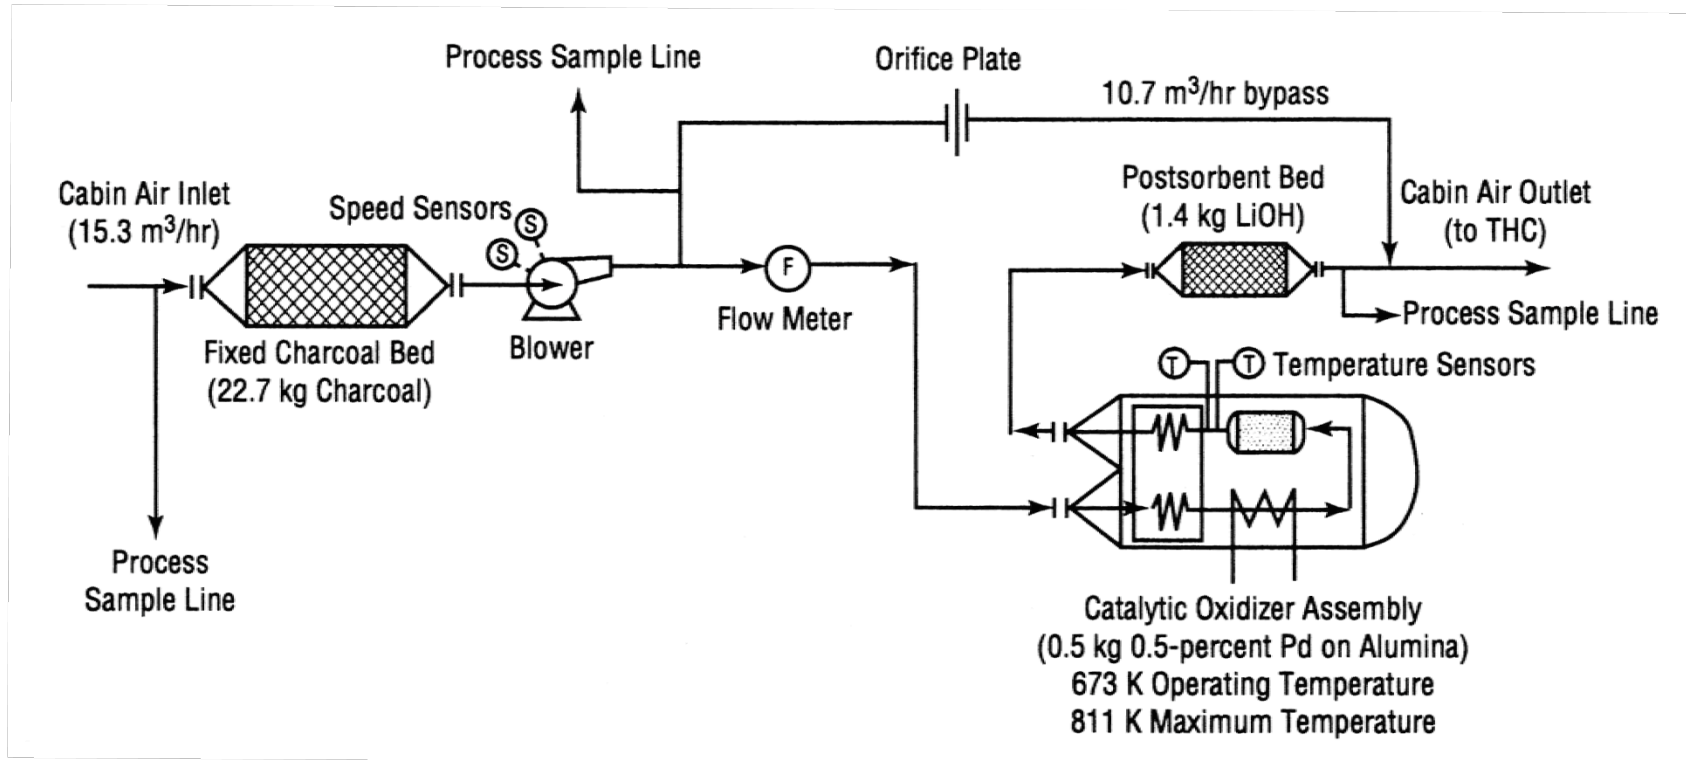 Process Sample Line
Orifice Plate
10.7 m³/hr bypass
Cabin Air Inlet
(15.3 m³/hr)
Speed Sensors
S
S
Postsorbent Bed
(1.4 kg LiOH)
Cabin Air Outlet
(to THC)
F
Flow Meter
Process Sample Line
Fixed Charcoal Bed
(22.7 kg Charcoal)
Blower
T
T
Temperature Sensors
Process
Sample Line
Catalytic Oxidizer Assembly
(0.5 kg 0.5-percent Pd on Alumina)
673 K Operating Temperature
811 K Maximum Temperature